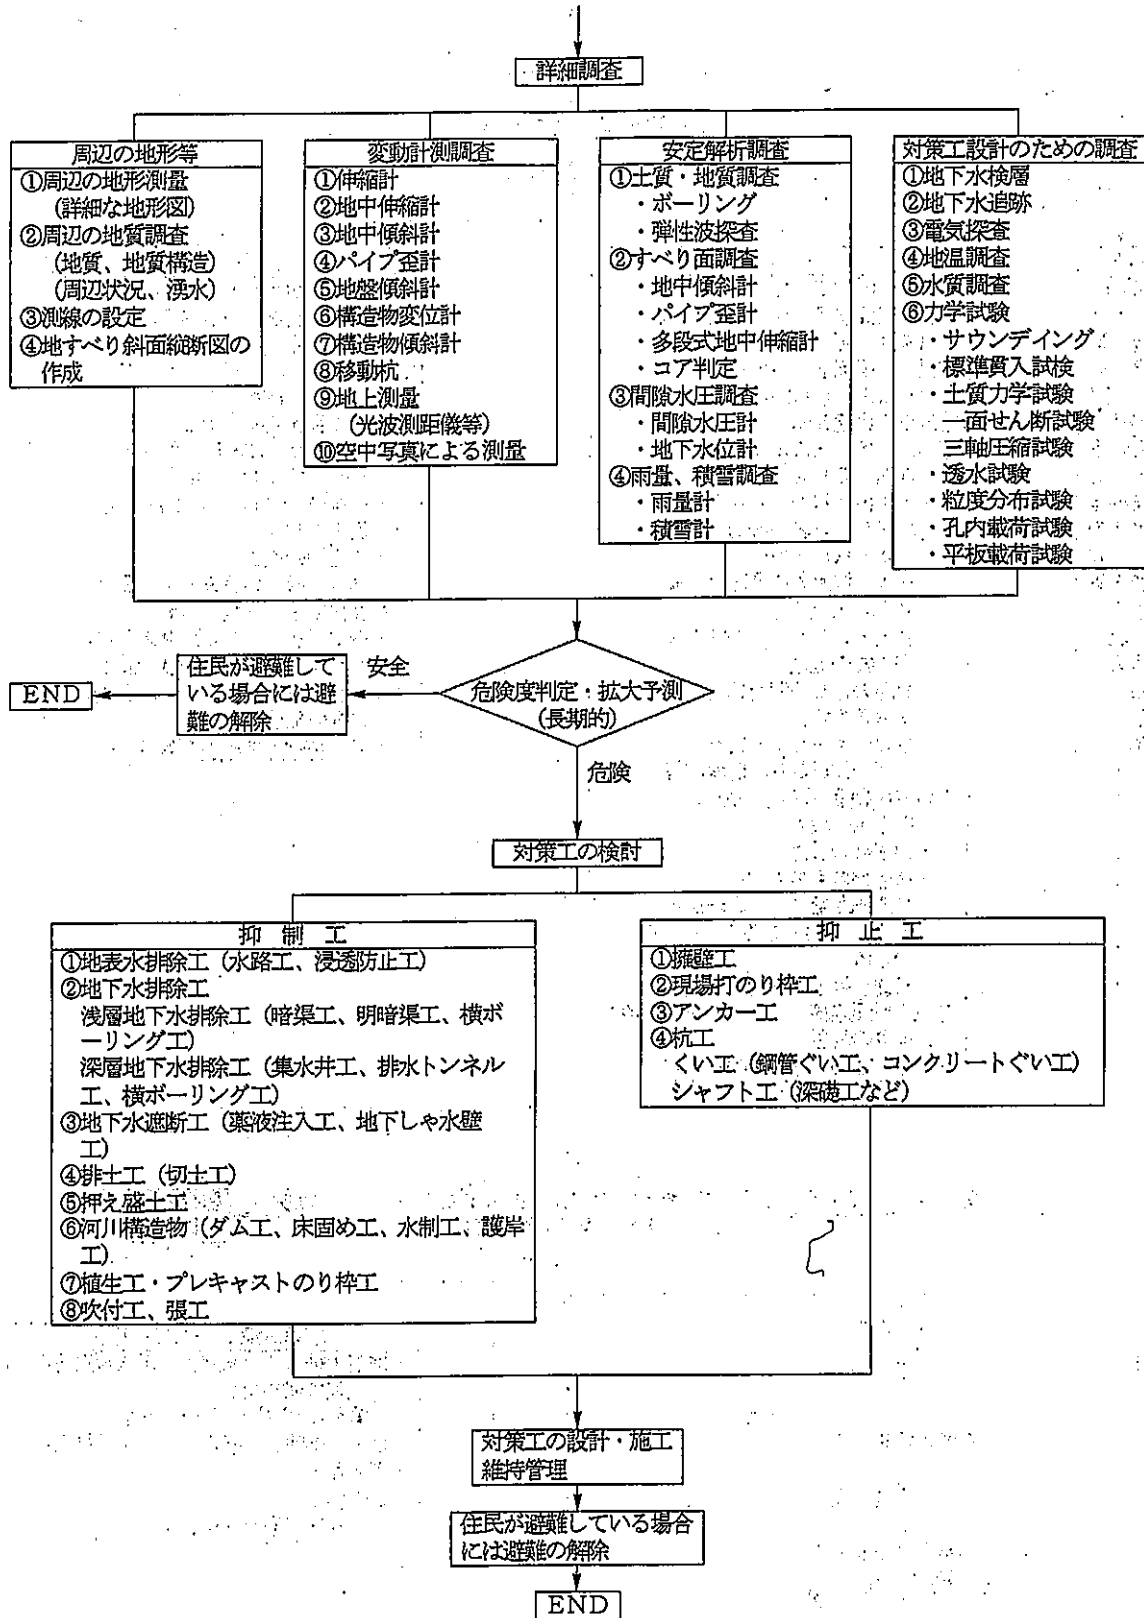 詳細調査
周辺の地形等
①周辺の地形測量
(詳細な地形図)
②周辺の地質調査
(地質、地質構造)
(周辺状況、湧水)
③測線の設定
④地すべり斜面縦断図の
作成
変動計測調査
①伸縮計
②地中伸縮計
③地中傾斜計
④パイプ歪計
⑤地盤傾斜計
⑥構造物変位計
⑦構造物傾斜計
⑧移動杭
⑨地上測量
(光波測距儀等)
⑩空中写真による測量
安定解析調査
①土質・地質調査
・ボーリング
・弾性波探査
②すべり面調査
・地中傾斜計
・パイプ歪計
・多段式地中伸縮計
・コア判定
③間隙水圧調査
・間隙水圧計
・地下水位計
④雨量、積雪調査
・雨量計
・積雪計
対策工設計のための調査
①地下水検層
②地下水追跡
③電気探査
④地温調査
⑤水質調査
⑥力学試験
・サウンデイング
・標準貫入試検
・土質力学試験
一面せん断試験
三軸圧縮試験
・透水試験
・粒度分布試験
・孔内載荷試験
・平板載荷試験
危険度判定・拡大予測
(長期的)
安全
住民が避難して
いる場合には避
難の解除
END
危険
対策工の検討
抑制工
①地表水排除工(水路工、浸透防止工)
②地下水排除工
浅層地下水排除工(暗渠工、明暗渠工、横ボ
ーリング工)
深層地下水排除工(集水井工、排水トンネル
工、横ボーリング工)
③地下水遮断工(薬液注入工、地下しゃ水壁
工)
④排土工(切土工)
⑤押え盛土工
⑥河川構造物(ダム工、床固め工、水制工、護岸
工)
⑦植生工・プレキャストのり枠工
⑧吹付工、張工
抑止工
①擁壁工
②現場打のり枠工
③アンカー工
④杭工
くい工(鋼管ぐい工、コンクリートぐい工)
シャフト工(深礎工など)
対策工の設計・施工
維持管理
住民が避難している場合
には避難の解除
END